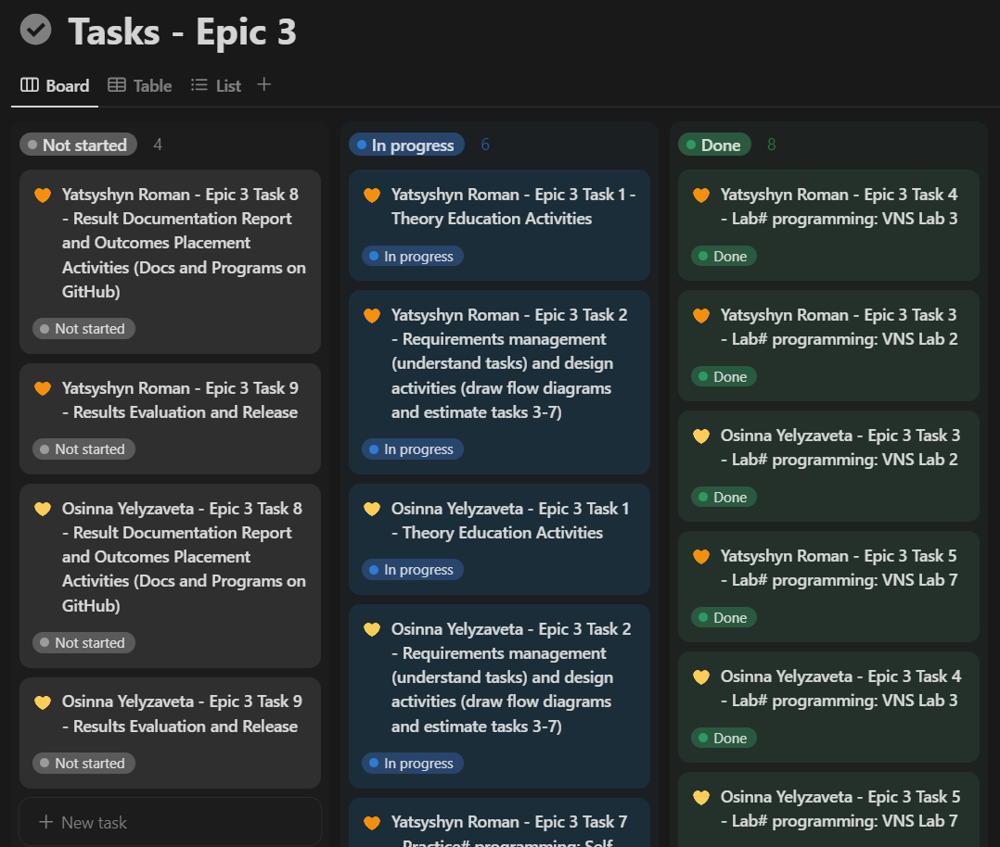 Tasks - Epic 3
Board
Table
List
Not started 4
Yatsyshyn Roman - Epic 3 Task 8
- Result Documentation Report
and Outcomes Placement
Activities (Docs and Programs on
GitHub)
Not started
Yatsyshyn Roman - Epic 3 Task 9
- Results Evaluation and Release
Not started
Osinna Yelyzaveta - Epic 3 Task 8
- Result Documentation Report
and Outcomes Placement
Activities (Docs and Programs on
GitHub)
Not started
Osinna Yelyzaveta - Epic 3 Task 9
- Results Evaluation and Release
Not started
+ New task
In progress 6
Yatsyshyn Roman - Epic 3 Task 1 -
Theory Education Activities
In progress
Yatsyshyn Roman - Epic 3 Task 2
- Requirements management
(understand tasks) and design
activities (draw flow diagrams
and estimate tasks 3-7)
In progress
Osinna Yelyzaveta - Epic 3 Task 1
- Theory Education Activities
In progress
Osinna Yelyzaveta - Epic 3 Task 2
- Requirements management
(understand tasks) and design
activities (draw flow diagrams
and estimate tasks 3-7)
In progress
Yatsyshyn Roman - Epic 3 Task 7
- Practice# programming: Self
Done 8
Yatsyshyn Roman - Epic 3 Task 4
- Lab# programming: VNS Lab 3
Done
Yatsyshyn Roman - Epic 3 Task 3
- Lab# programming: VNS Lab 2
Done
Osinna Yelyzaveta - Epic 3 Task 3
- Lab# programming: VNS Lab 2
Done
Yatsyshyn Roman - Epic 3 Task 5
- Lab# programming: VNS Lab 7
Done
Osinna Yelyzaveta - Epic 3 Task 4
- Lab# programming: VNS Lab 3
Done
Osinna Yelyzaveta - Epic 3 Task 5
- Lab# programming: VNS Lab 7